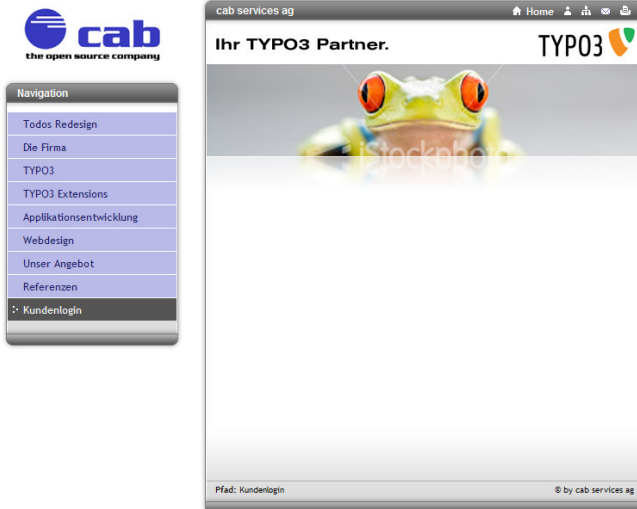 cab
the open source company
Navigation
Todos Redesign
Die Firma
TYPO3
TYPO3 Extensions
Applikationsentwicklung
Webdesign
Unser Angebot
Referenzen
Kundenlogin
cab services ag
Home
Ihr TYPO3 Partner.
TYPO3
iStockphoto
Pfad: Kundenlogin
© by cab services ag